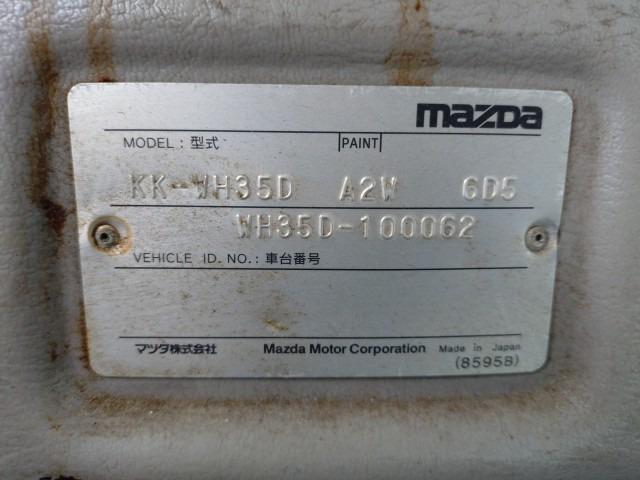 mazda
MODEL : 型式 PAINT
KK-WH35D A2W 6D5
WH35D-100062
VEHICLE ID. NO. : 車台番号
マツダ株式会社 Mazda Motor Corporation Made in Japan
(8595B)